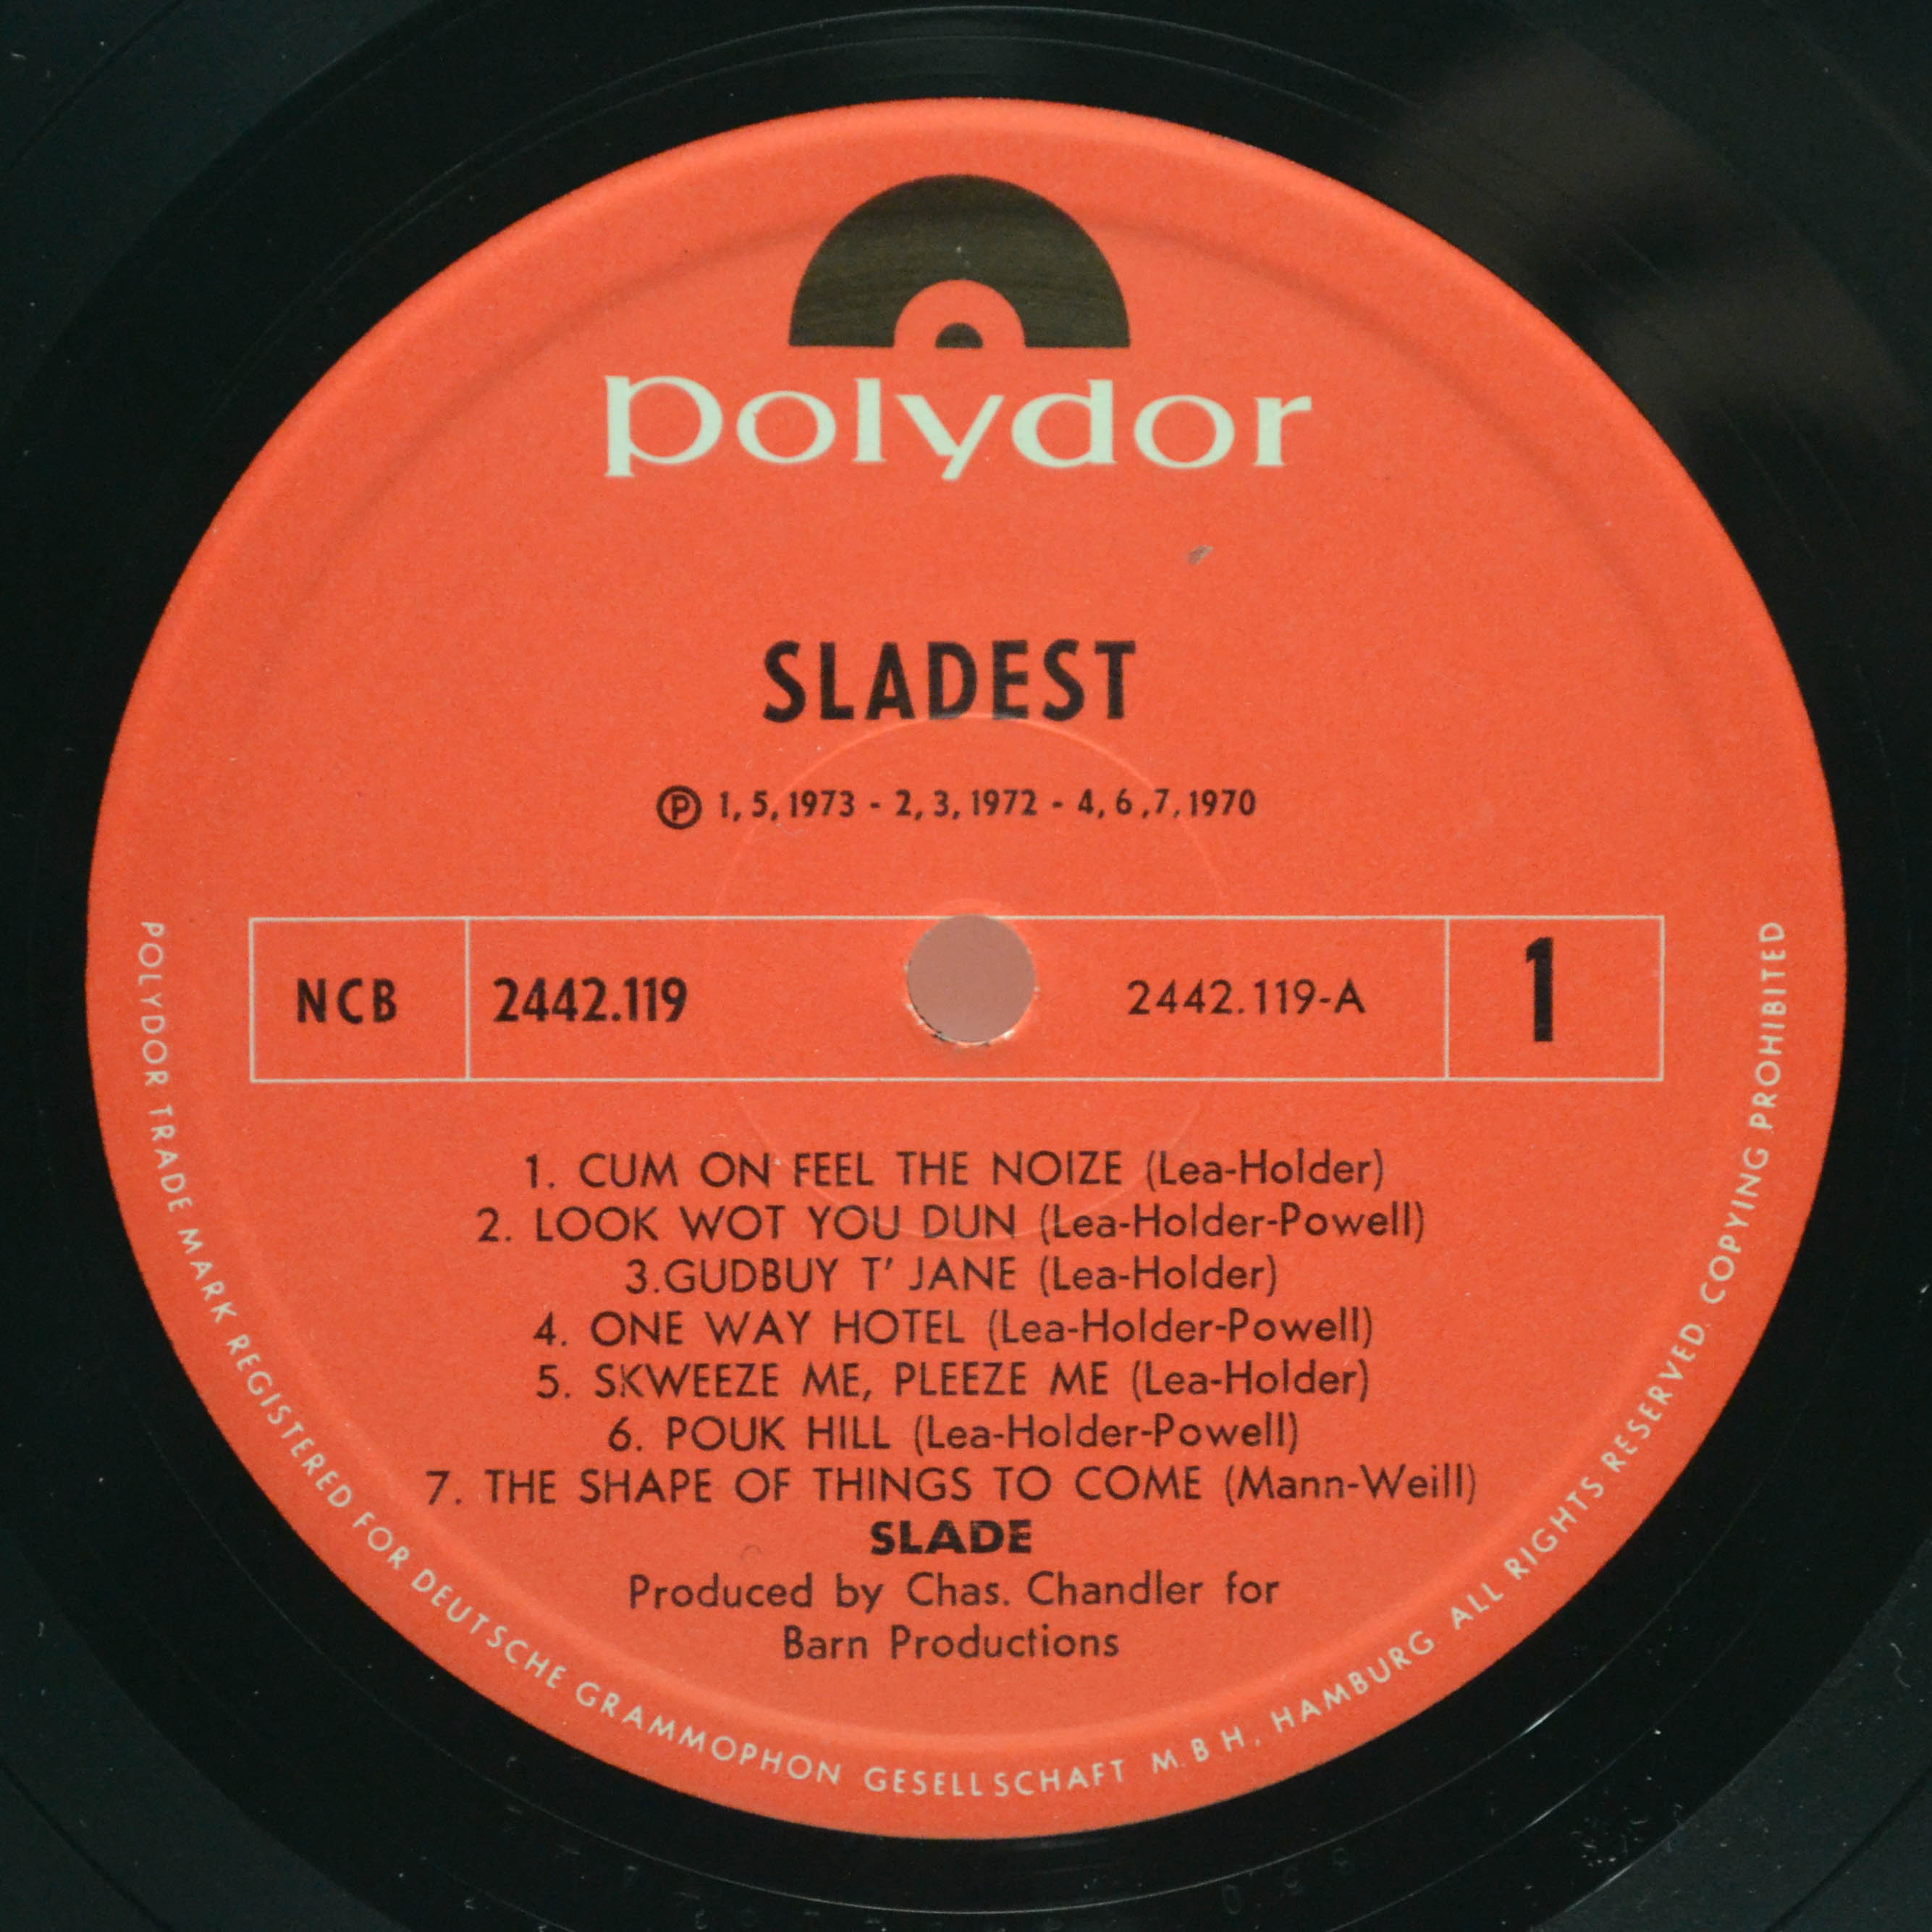 polydor
SLADEST
Ⓟ 1, 5, 1973 - 2, 3, 1972 - 4, 6 ,7, 1970
NCB 2442.119 2442.119-A 1
1. CUM ON FEEL THE NOIZE (Lea-Holder)
2. LOOK WOT YOU DUN (Lea-Holder-Powell)
3.GUDBUY T' JANE (Lea-Holder)
4. ONE WAY HOTEL (Lea-Holder-Powell)
5. SKWEEZE ME, PLEEZE ME (Lea-Holder)
6. POUK HILL (Lea-Holder-Powell)
7. THE SHAPE OF THINGS TO COME (Mann-Weill)
SLADE
Produced by Chas. Chandler for
Barn Productions
POLYDOR TRADE MARK REGISTERED FOR DEUTSCHE GRAMMOPHON GESELLSCHAFT M.B H, HAMBURG. ALL RIGHTS RESERVED. COPYING PROHIBITED